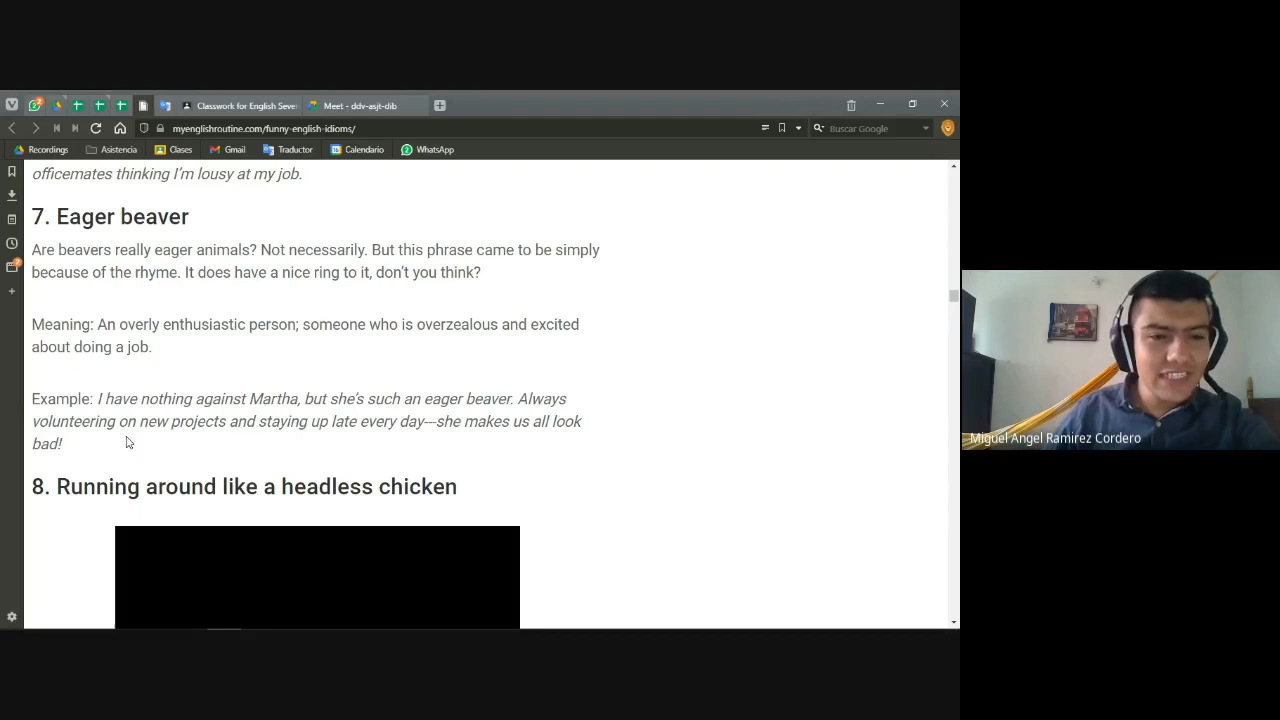 Classwork for English Seve
Meet - ddv-asjt-dib
myenglishroutine.com/funny-english-idioms/
Buscar Google
Recordings
Asistencia
Clases
Gmail
Traductor
Calendario
WhatsApp
officemates thinking I'm lousy at my job.
7. Eager beaver
Are beavers really eager animals? Not necessarily. But this phrase came to be simply
because of the rhyme. It does have a nice ring to it, don't you think?
Meaning: An overly enthusiastic person; someone who is overzealous and excited
about doing a job.
Example: I have nothing against Martha, but she's such an eager beaver. Always
volunteering on new projects and staying up late every day—she makes us all look
bad!
8. Running around like a headless chicken
Miguel Angel Ramirez Cordero